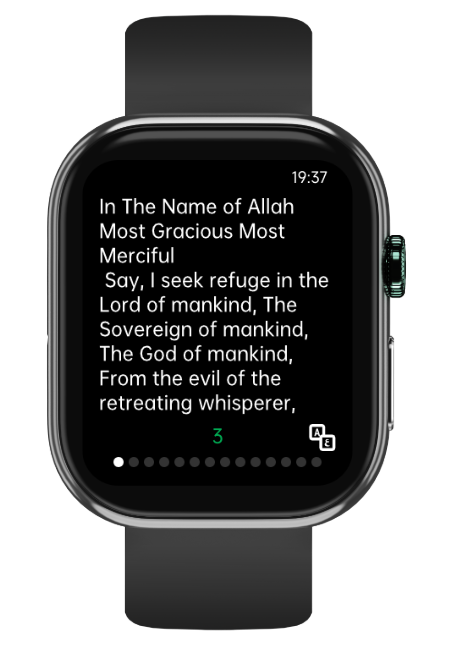 19:37
In The Name of Allah
Most Gracious Most
Merciful
Say, I seek refuge in the
Lord of mankind, The
Sovereign of mankind,
The God of mankind,
From the evil of the
retreating whisperer,
3
A